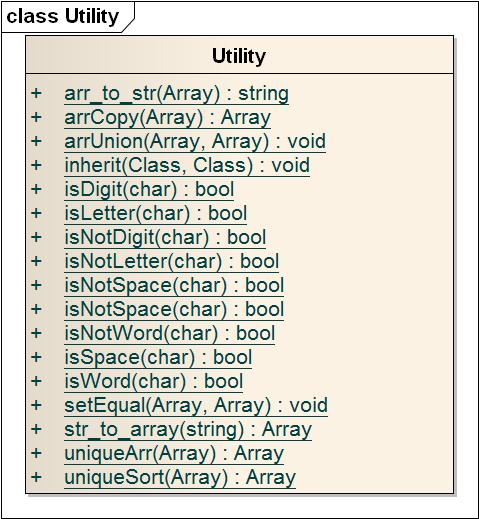 class Utility
Utility
+ arr_to_str(Array) : string
+ arrCopy(Array) : Array
+ arrUnion(Array, Array) : void
+ inherit(Class, Class) : void
+ isDigit(char) : bool
+ isLetter(char) : bool
+ isNotDigit(char) : bool
+ isNotLetter(char) : bool
+ isNotSpace(char) : bool
+ isNotSpace(char) : bool
+ isNotWord(char) : bool
+ isSpace(char) : bool
+ isWord(char) : bool
+ setEqual(Array, Array) : void
+ str_to_array(string) : Array
+ uniqueArr(Array) : Array
+ uniqueSort(Array) : Array